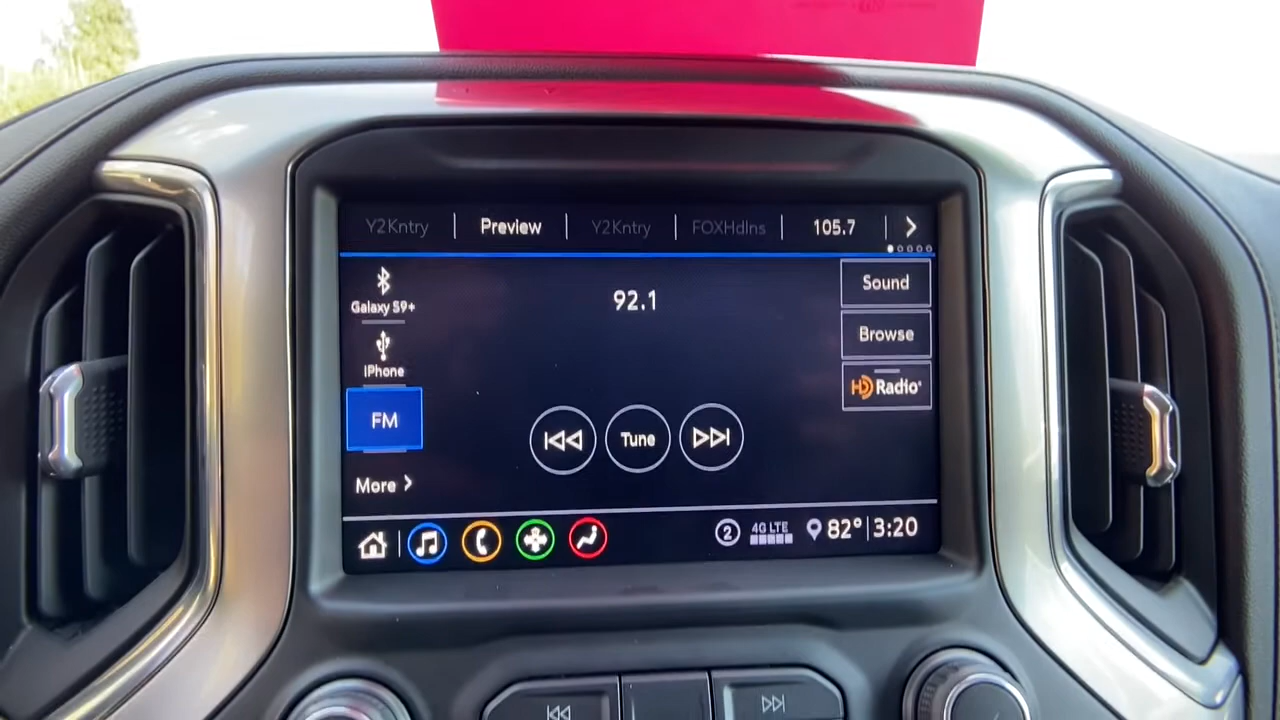 Y2Kntry
Preview
Y2Kntry
FOXHdlns
105.7
Galaxy S9+
iPhone
FM
More
92.1
Tune
Sound
Browse
HD Radio
2
4G LTE
82°
3:20